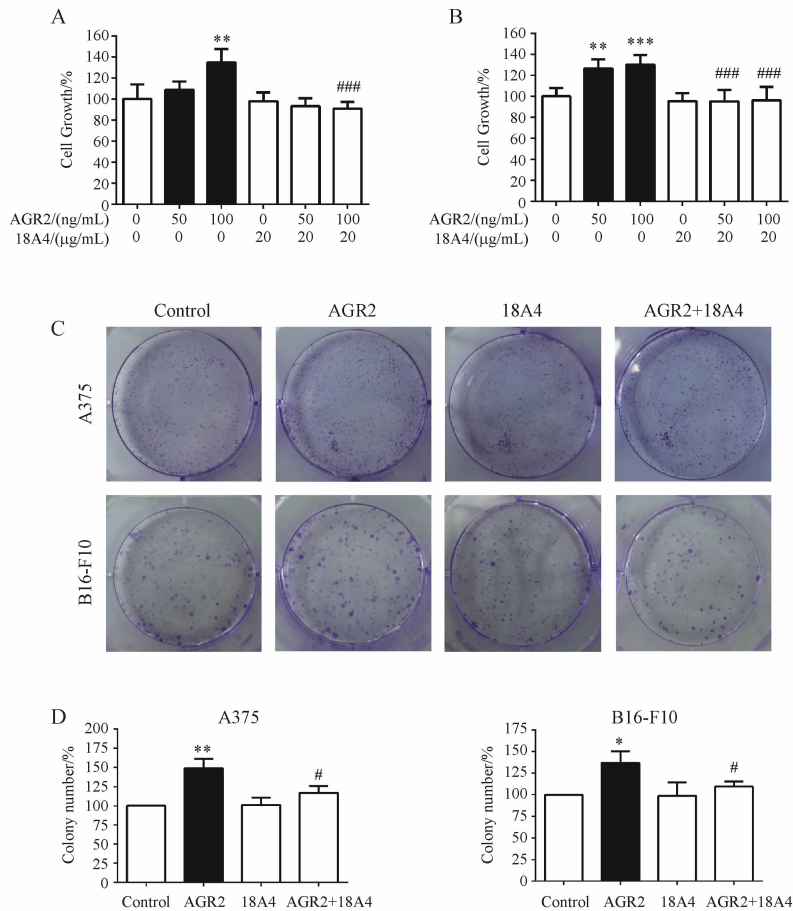 A
Cell Growth/%
160
140
120
100
80
60
40
20
0
**
###
AGR2/(ng/mL) 0 50 100 0 50 100
18A4/(μg/mL) 0 0 0 20 20 20
B
Cell Growth/%
160
140
120
100
80
60
40
20
0
** ***
### ###
AGR2/(ng/mL) 0 50 100 0 50 100
18A4/(μg/mL) 0 0 0 20 20 20
C
Control AGR2 18A4 AGR2+18A4
A375
B16-F10
D
A375
Colony number/%
200
175
150
125
100
75
50
25
0
**
#
Control AGR2 18A4 AGR2+18A4
B16-F10
Colony number/%
175
150
125
100
75
50
25
0
*
#
Control AGR2 18A4 AGR2+18A4